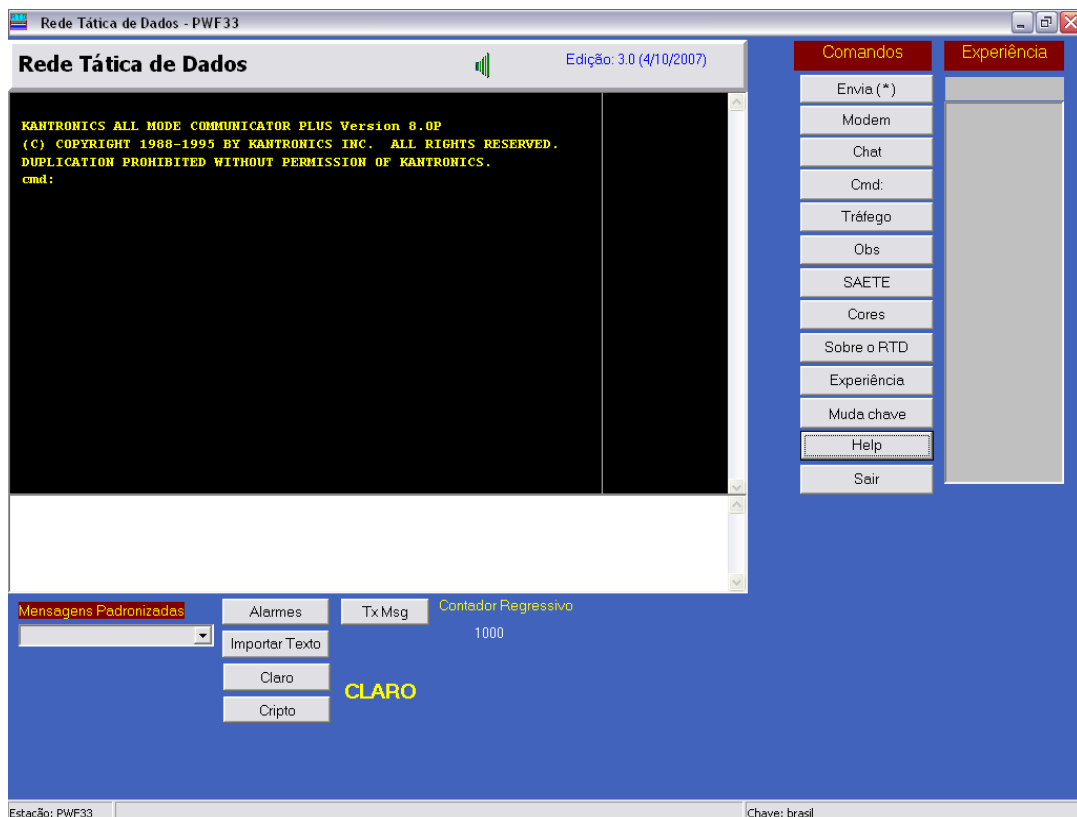 Rede Tática de Dados - PWF33
Rede Tática de Dados
Edição: 3.0 (4/10/2007)
KANTRONICS ALL MODE COMMUNICATOR PLUS Version 8.0P
(C) COPYRIGHT 1988-1995 BY KANTRONICS INC.  ALL RIGHTS RESERVED.
DUPLICATION PROHIBITED WITHOUT PERMISSION OF KANTRONICS.
cmd:
Comandos
Envia (*)
Modem
Chat
Cmd:
Tráfego
Obs
SAETE
Cores
Sobre o RTD
Experiência
Muda chave
Help
Sair
Experiência
Mensagens Padronizadas
Alarmes
Importar Texto
Claro
Cripto
Tx Msg
CLARO
Contador Regressivo
1000
Estação: PWF33
Chave: brasil